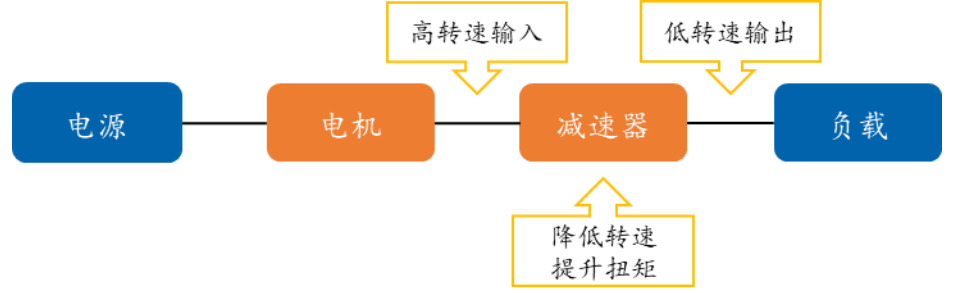 高转速输入
低转速输出
电源
电机
减速器
负载
降低转速
提升扭矩